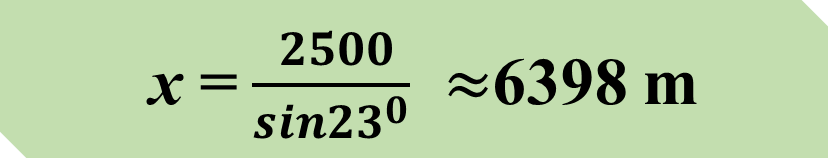 x = 2500/sin23⁰ ≈6398 m